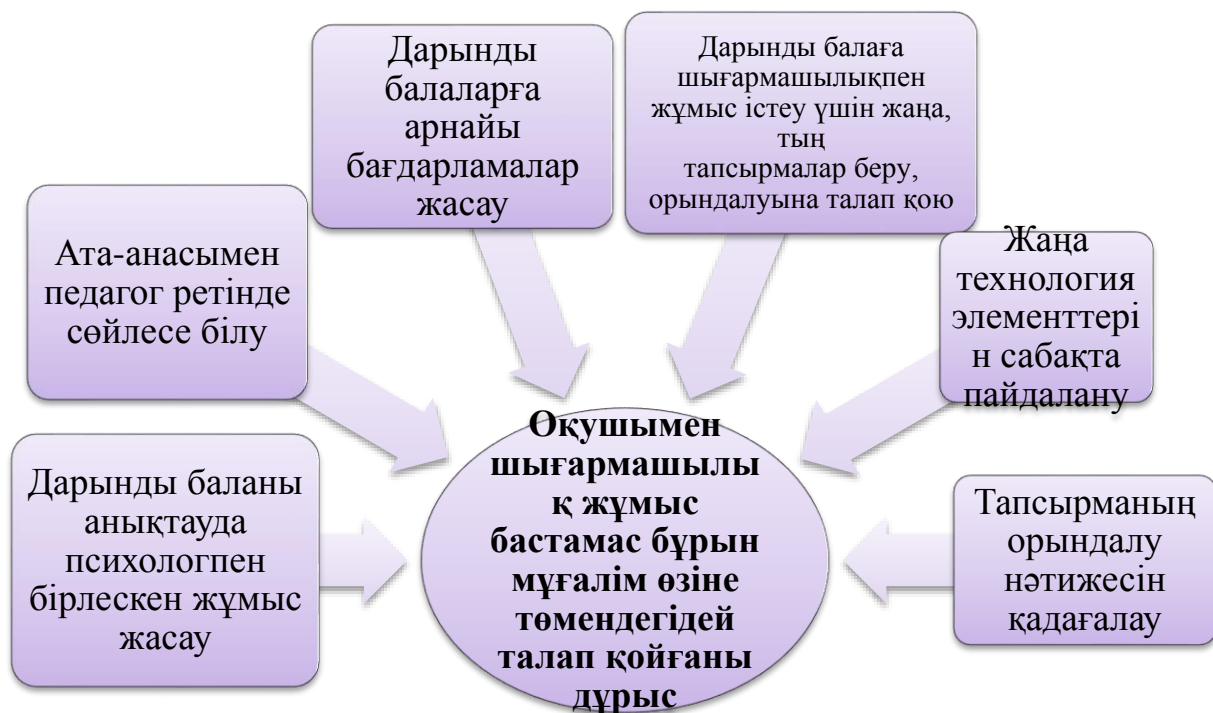 Дарынды
балаларға
арнайы
бағдарламалар
жасау
Дарынды балаға
шығармашылықпен
жұмыс істеу үшін жаңа,
тың
тапсырмалар беру,
орындалуына талап қою
Ата-анасымен
педагог ретінде
сөйлесе білу
Жаңа
технология
элементтері
н сабақта
пайдалану
Дарынды баланы
анықтауда
психологпен
бірлескен жұмыс
жасау
Оқушымен
шығармашылы
қ жұмыс
бастамас бұрын
мұғалім өзіне
төмендегідей
талап қойғаны
дұрыс
Тапсырманың
орындалу
нәтижесін
қадағалау